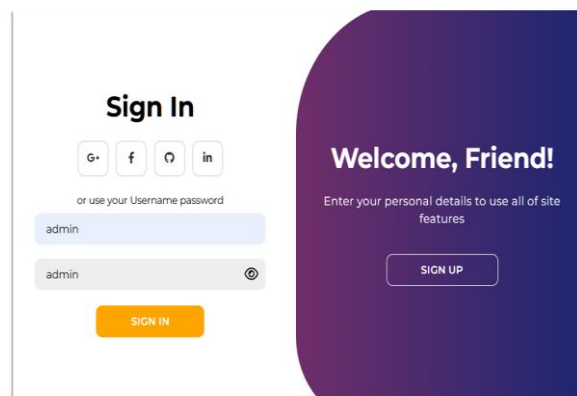 Sign In
G+ f in
or use your Username password
admin
admin
SIGN IN
Welcome, Friend!
Enter your personal details to use all of site
features
SIGN UP